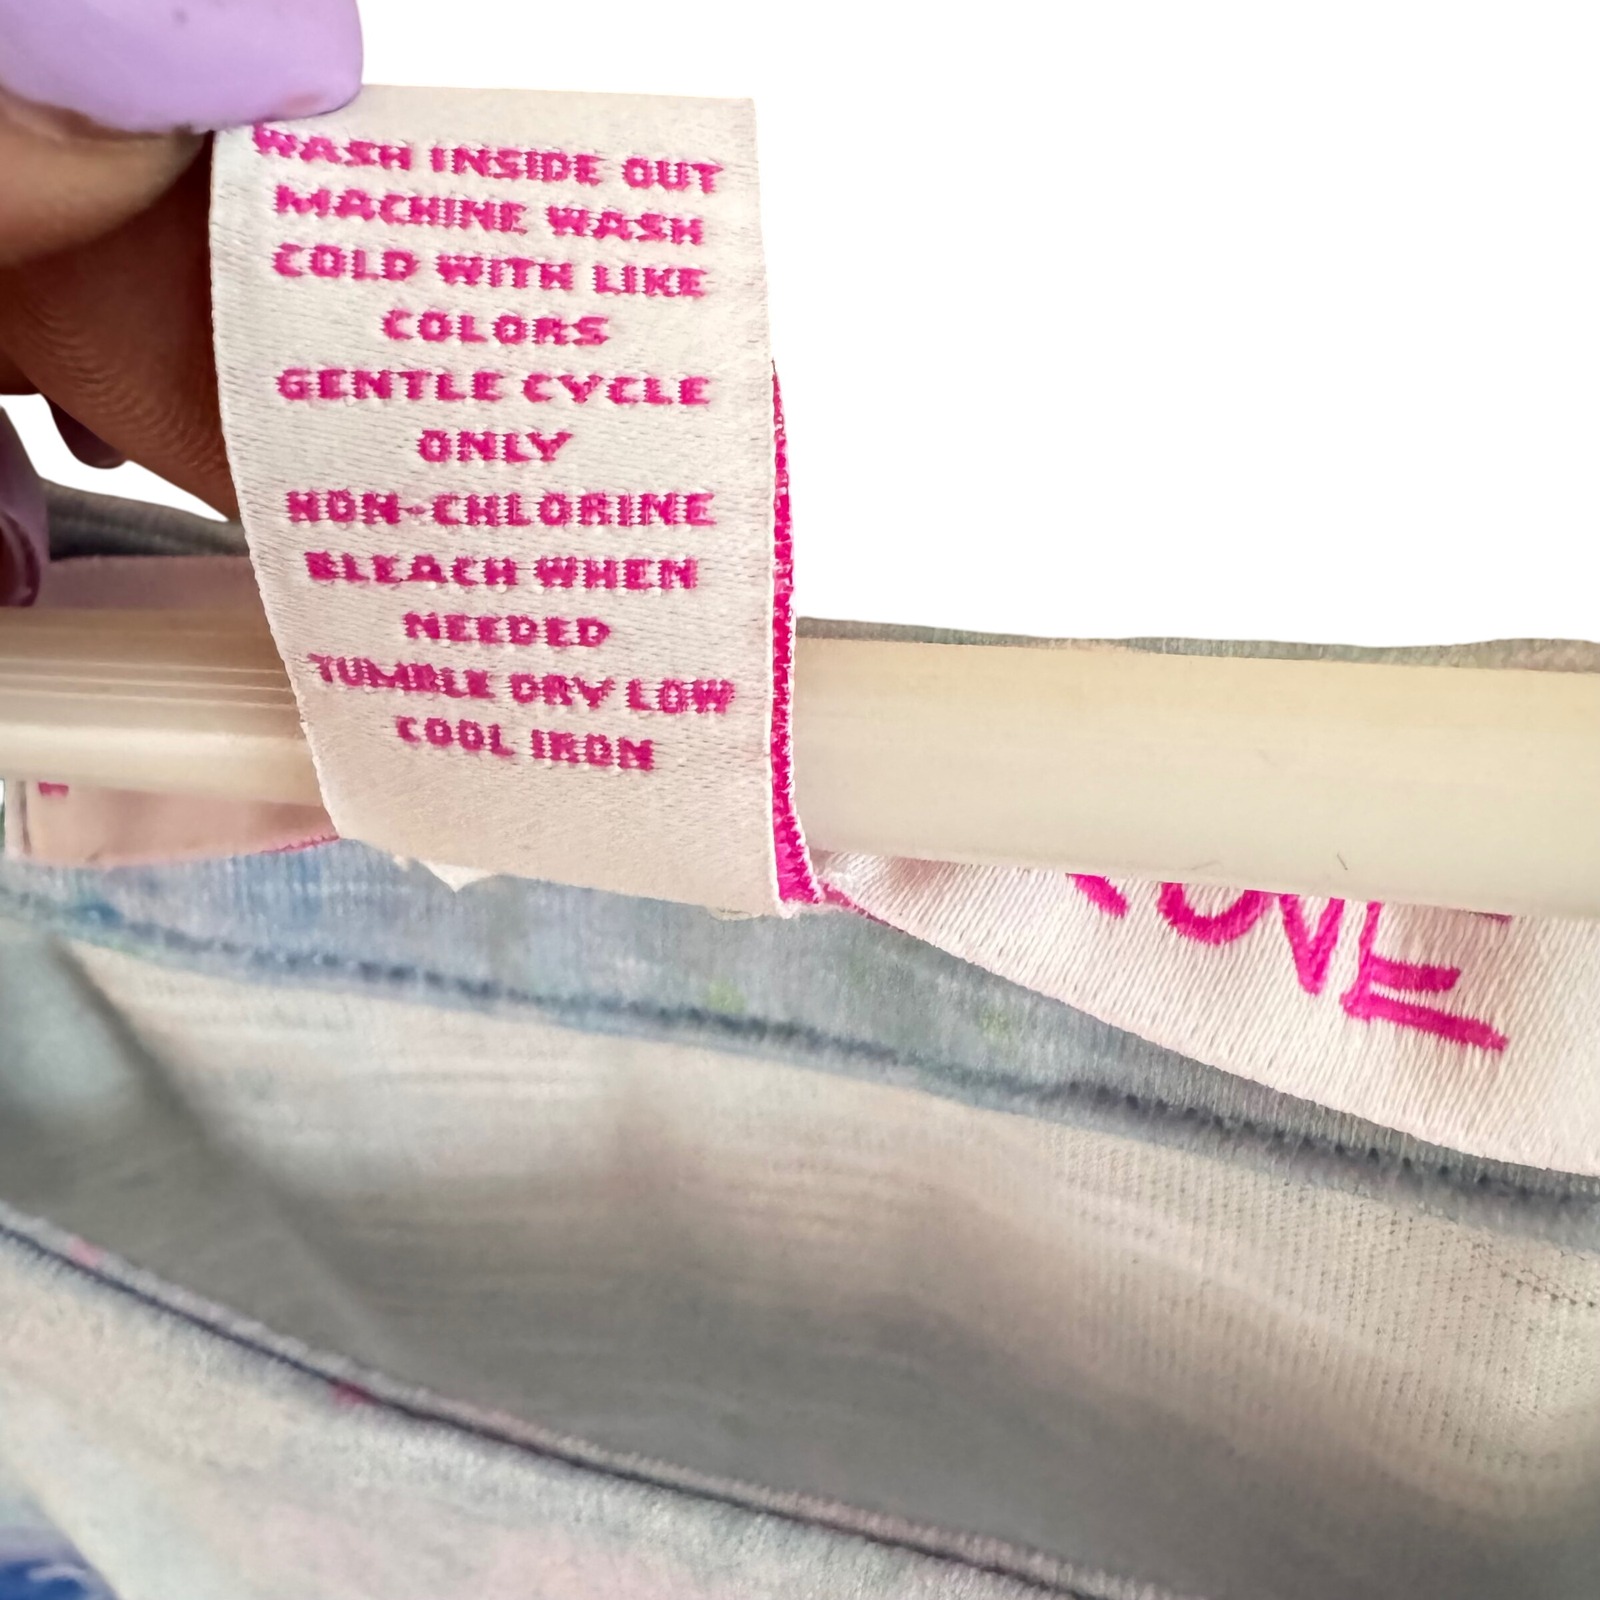 WASH INSIDE OUT
MACHINE WASH
COLD WITH LIKE
COLORS
GENTLE CYCLE
ONLY
NON-CHLORINE
BLEACH WHEN
NEEDED
TUMBLE DRY LOW
COOL IRON
LOVE